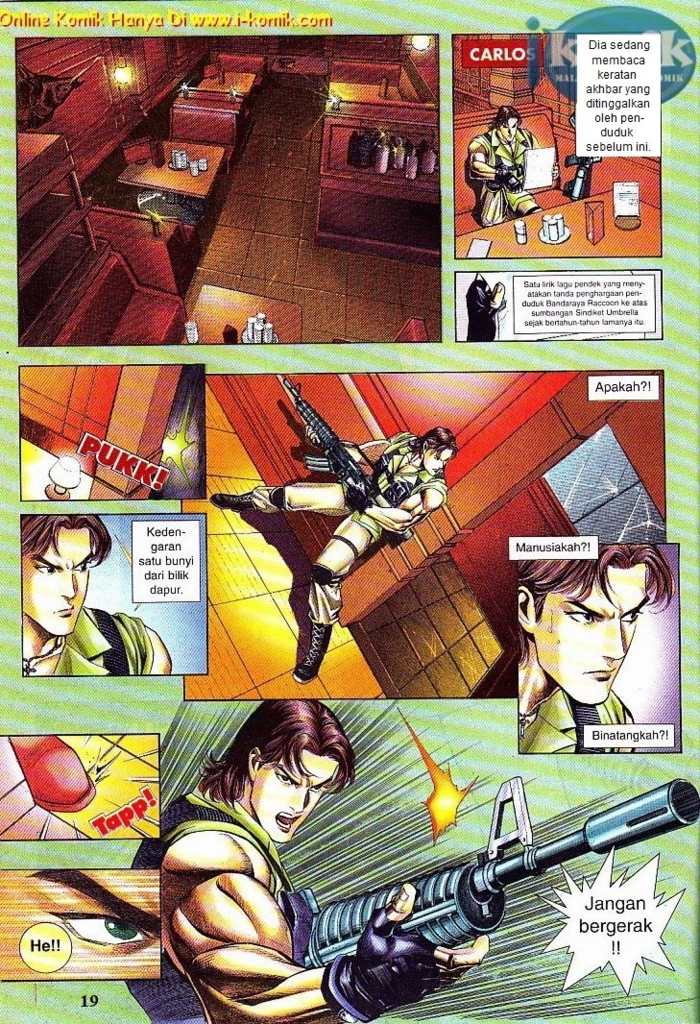 Online Komik Hanya Di www.i-komik.com
CARLOS
Dia sedang
membaca
keratan
akhbar yang
ditinggalkan
oleh pen-
duduk
sebelum ini.
Satu lirik lagu pendek yang meny-
atakan tanda penghargaan pen-
duduk Bandaraya Raccoon ke atas
sumbangan Sindiket Umbrella
sejak bertahun-tahun lamanya itu.
PUKK!
Apakah?!
Keden-
garan
satu bunyi
dari bilik
dapur.
Manusiakah?!
Binatangkah?!
Tapp!
He!!
Jangan
bergerak
!!
19